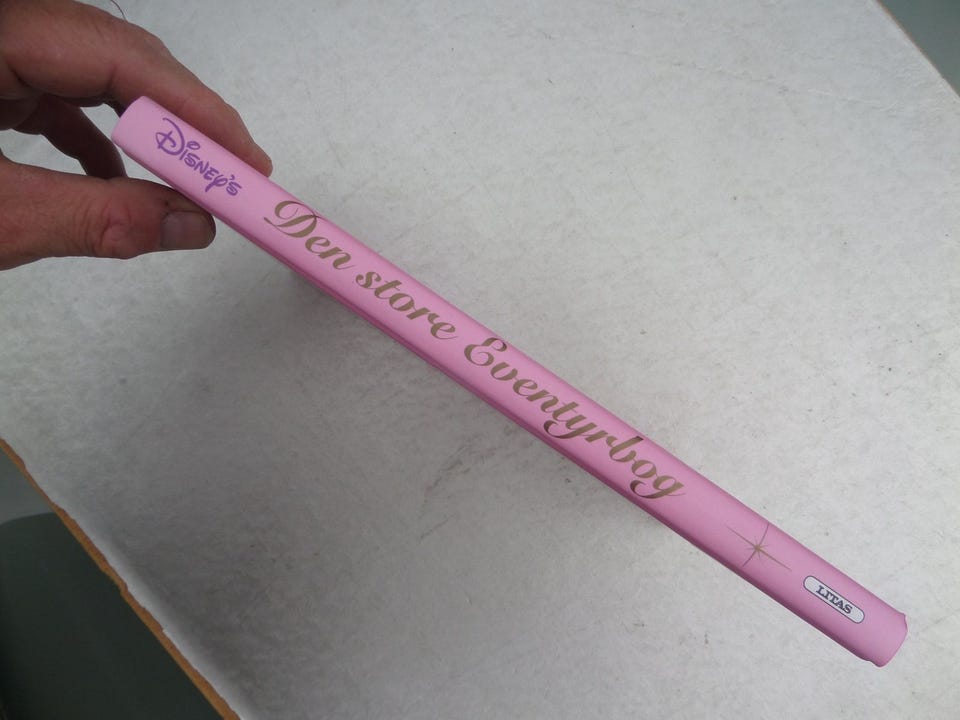 Disney's
Den store Eventyrbog
LITAS